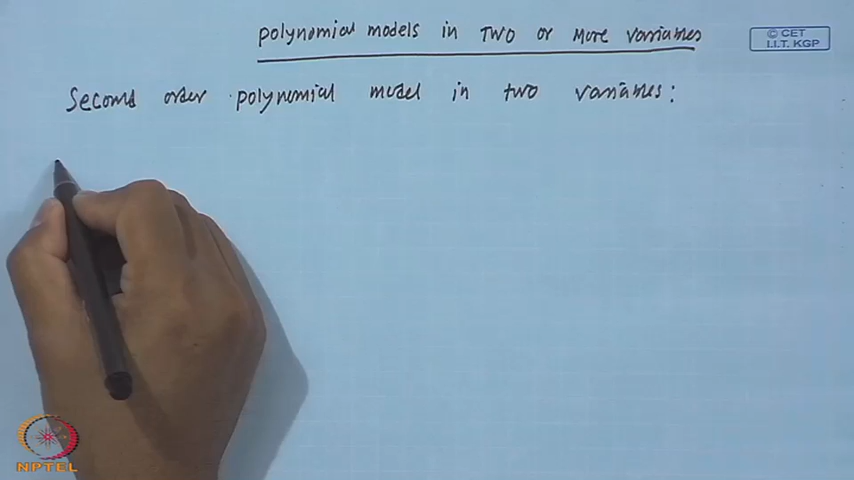 polynomial models in Two or More variables
© CET
I.I.T. KGP
Second order polynomial model in two variables:
NPTEL